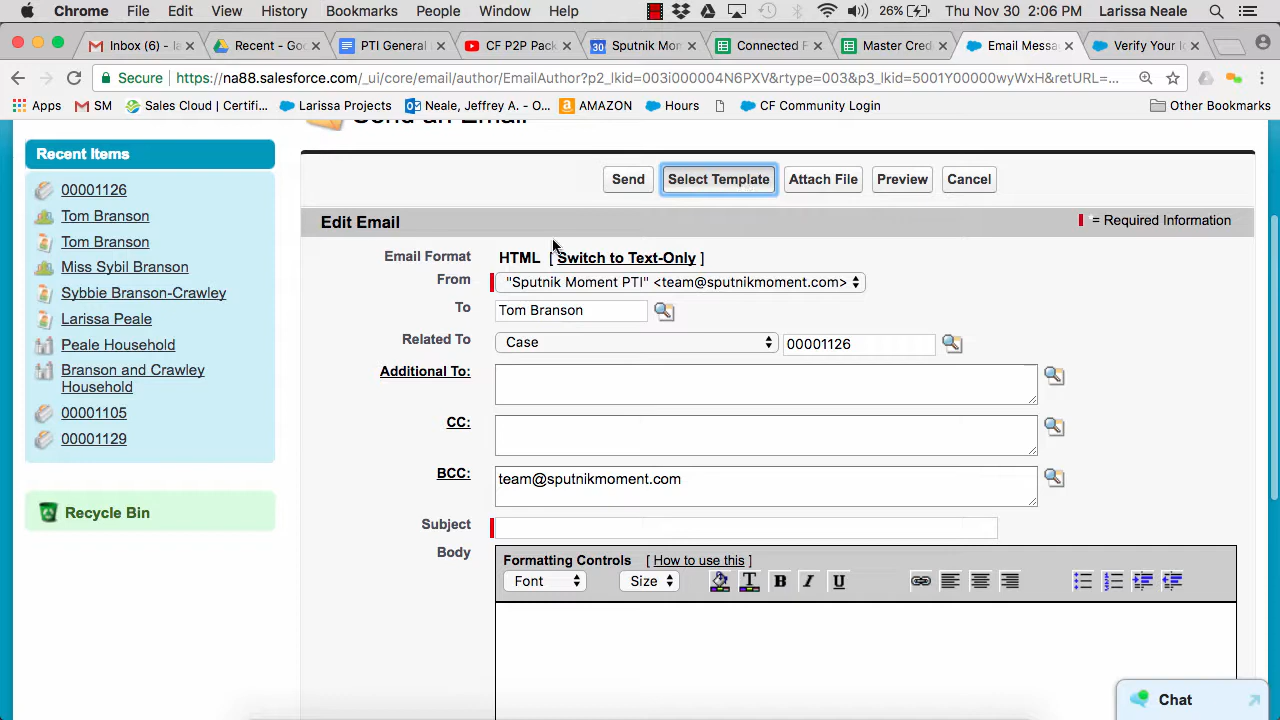 Chrome File Edit View History Bookmarks People Window Help 26% Thu Nov 30 2:06 PM Larissa Neale
Inbox (6) - la Recent - Goo PTI General CF P2P Pack Sputnik Mom Connected F Master Email Messa Verify Your I
Secure https://na88.salesforce.com/_ui/core/email/author/EmailAuthor?p2_lkid=003i000004N6PXV&rtype=003&p3_lkid=5001Y00000wyWxH&retURL=...
Apps SM Sales Cloud | Certifi... Larissa Projects Neale, Jeffrey A. - O... AMAZON Hours CF Community Login Other Bookmarks
Send an Email
Recent Items
00001126
Tom Branson
Tom Branson
Miss Sybil Branson
Sybbie Branson-Crawley
Larissa Peale
Peale Household
Branson and Crawley
Household
00001105
00001129
Recycle Bin
Send Select Template Attach File Preview Cancel
Edit Email = Required Information
Email Format HTML [ Switch to Text-Only ]
From "Sputnik Moment PTI" <team@sputnikmoment.com>
To Tom Branson
Related To Case 00001126
Additional To:
CC:
BCC: team@sputnikmoment.com
Subject
Body Formatting Controls [ How to use this ]
Font Size T B I U
Chat